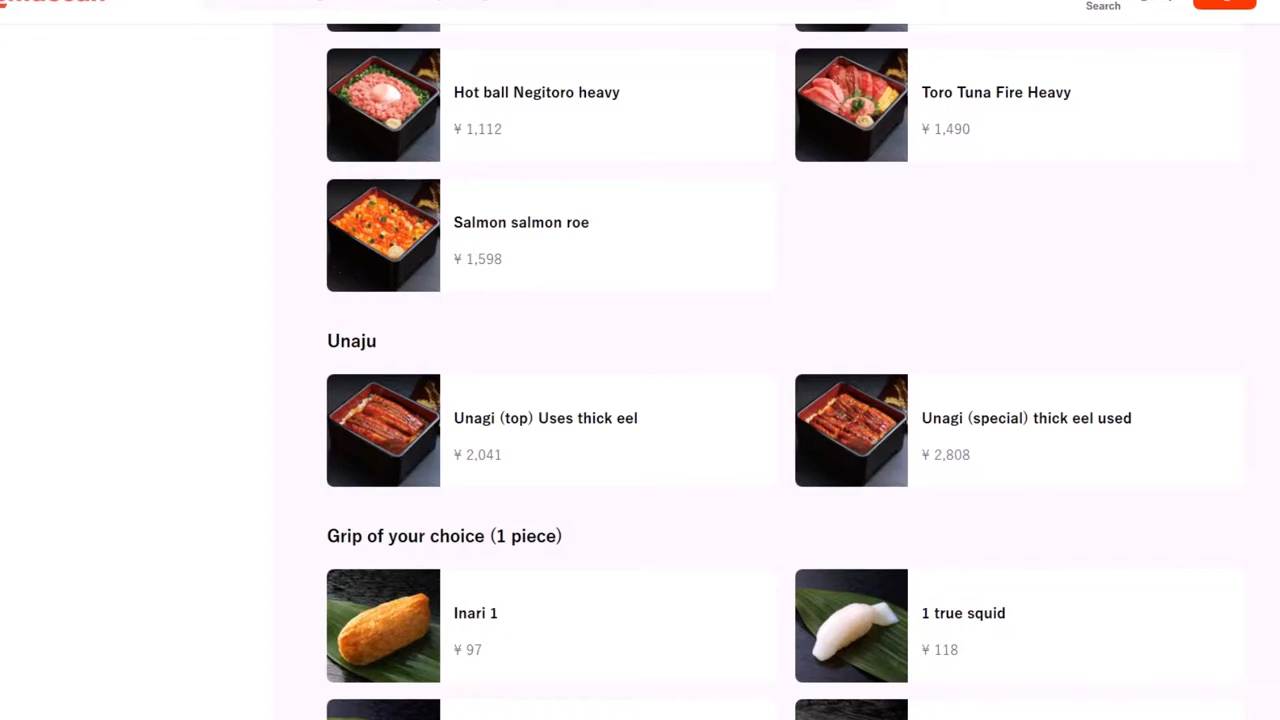 Search
Hot ball Negitoro heavy
¥ 1,112
Toro Tuna Fire Heavy
¥ 1,490
Salmon salmon roe
¥ 1,598
Unaju
Unagi (top) Uses thick eel
¥ 2,041
Unagi (special) thick eel used
¥ 2,808
Grip of your choice (1 piece)
Inari 1
¥ 97
1 true squid
¥ 118